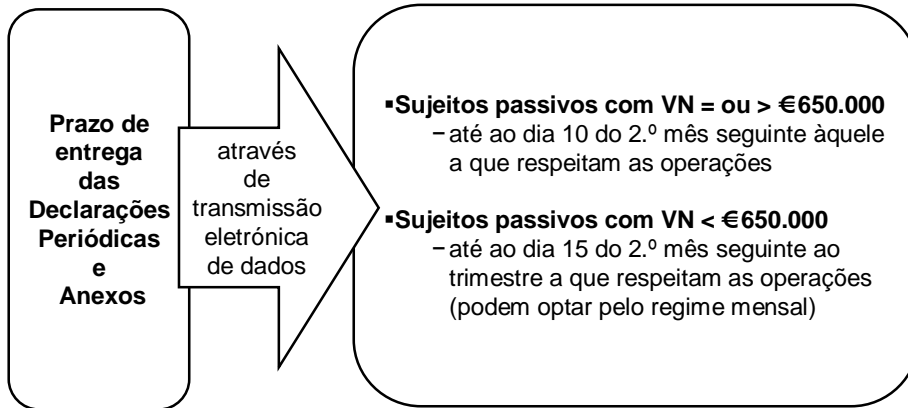 Prazo de
entrega
das
Declarações
Periódicas
e
Anexos
através
de
transmissão
eletrónica
de dados
▪Sujeitos passivos com VN = ou > €650.000
−até ao dia 10 do 2.º mês seguinte àquele
a que respeitam as operações
▪Sujeitos passivos com VN < €650.000
−até ao dia 15 do 2.º mês seguinte ao
trimestre a que respeitam as operações
(podem optar pelo regime mensal)